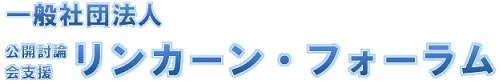 一般社団法人
公開討論
会支援
リンカーン・フォーラム